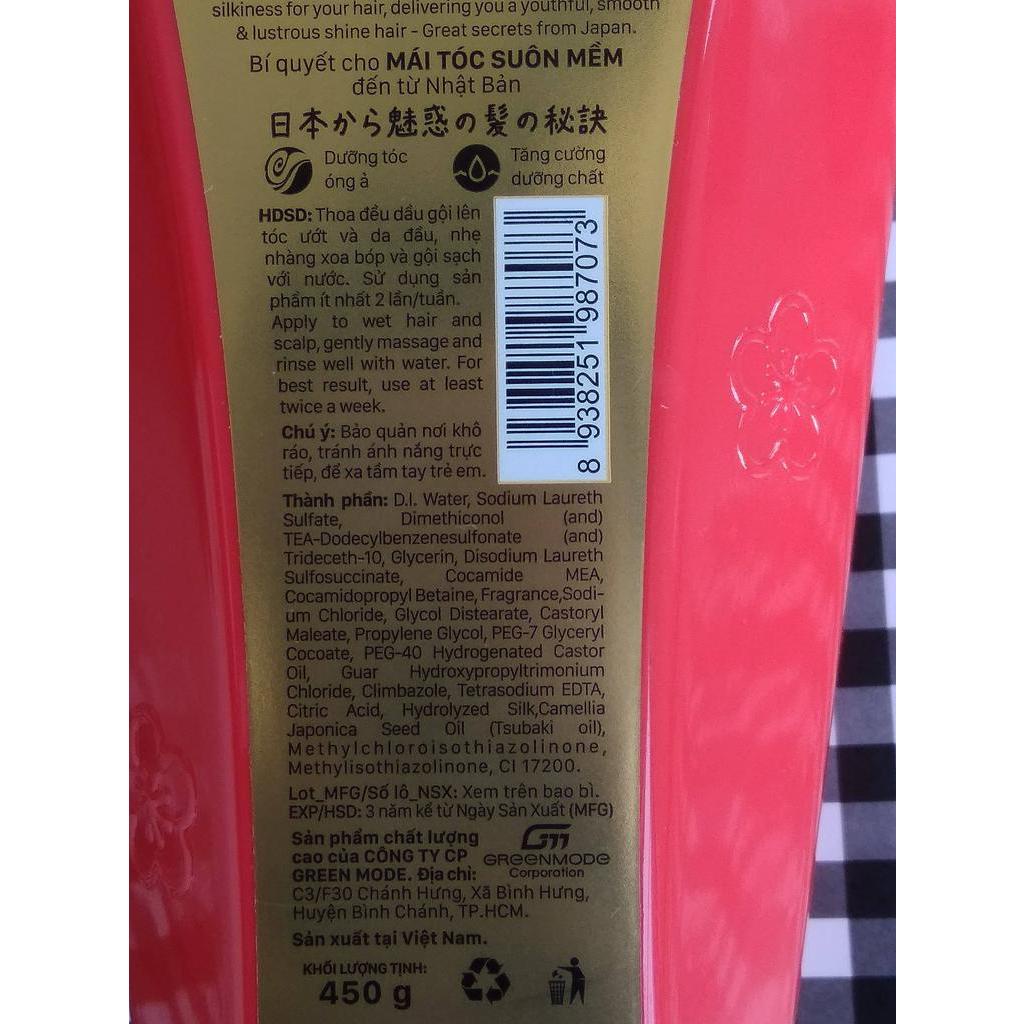 silkiness for your hair, delivering you a youthful, smooth
& lustrous shine hair - Great secrets from Japan.
Bí quyết cho MÁI TÓC SUÔN MỀM
đến từ Nhật Bản
日本から魅惑の髪の秘訣
Dưỡng tóc
óng ả
Tăng cường
dưỡng chất
HDSD: Thoa đều dầu gội lên
tóc ướt và da đầu, nhẹ
nhàng xoa bóp và gội sạch
với nước. Sử dụng sản
phẩm ít nhất 2 lần/tuần.
Apply to wet hair and
scalp, gently massage and
rinse well with water. For
best result, use at least
twice a week.
Chú ý: Bảo quản nơi khô
ráo, tránh ánh nắng trực
tiếp, để xa tầm tay trẻ em.
8 938251 987073
Thành phần: D.I. Water, Sodium Laureth
Sulfate, Dimethiconol (and)
TEA-Dodecylbenzenesulfonate (and)
Trideceth-10, Glycerin, Disodium Laureth
Sulfosuccinate, Cocamide MEA,
Cocamidopropyl Betaine, Fragrance,Sodi-
um Chloride, Glycol Distearate, Castoryl
Maleate, Propylene Glycol, PEG-7 Glyceryl
Cocoate, PEG-40 Hydrogenated Castor
Oil, Guar Hydroxypropyltrimonium
Chloride, Climbazole, Tetrasodium EDTA,
Citric Acid, Hydrolyzed Silk,Camellia
Japonica Seed Oil (Tsubaki oil),
Methylchloroisothiazolinone,
Methylisothiazolinone, CI 17200.
Lot_MFG/Số lô_NSX: Xem trên bao bì.
EXP/HSD: 3 năm kể từ Ngày Sản Xuất (MFG)
Sản phẩm chất lượng
cao của CÔNG TY CP
GREEN MODE. Địa chỉ:
C3/F30 Chánh Hưng, Xã Bình Hưng,
Huyện Bình Chánh, TP.HCM.
GREENMODE
Corporation
Sản xuất tại Việt Nam.
KHỐI LƯỢNG TỊNH:
450 g